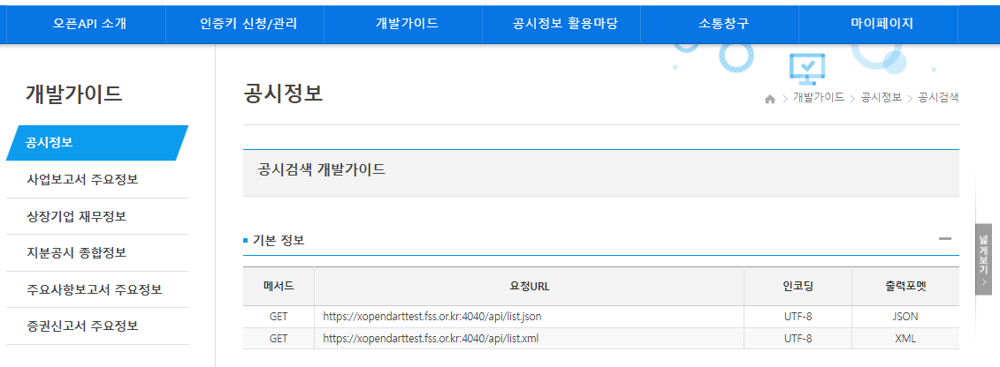 오픈API 소개 인증키 신청/관리 개발가이드 공시정보 활용마당 소통창구 마이페이지
개발가이드
공시정보
사업보고서 주요정보
상장기업 재무정보
지분공시 종합정보
주요사항보고서 주요정보
증권신고서 주요정보
공시정보
> 개발가이드 > 공시정보 > 공시검색
공시검색 개발가이드
기본 정보
메서드 요청URL 인코딩 출력포멧
GET https://xopendarttest.fss.or.kr:4040/api/list.json UTF-8 JSON
GET https://xopendarttest.fss.or.kr:4040/api/list.xml UTF-8 XML
넓게보기 >